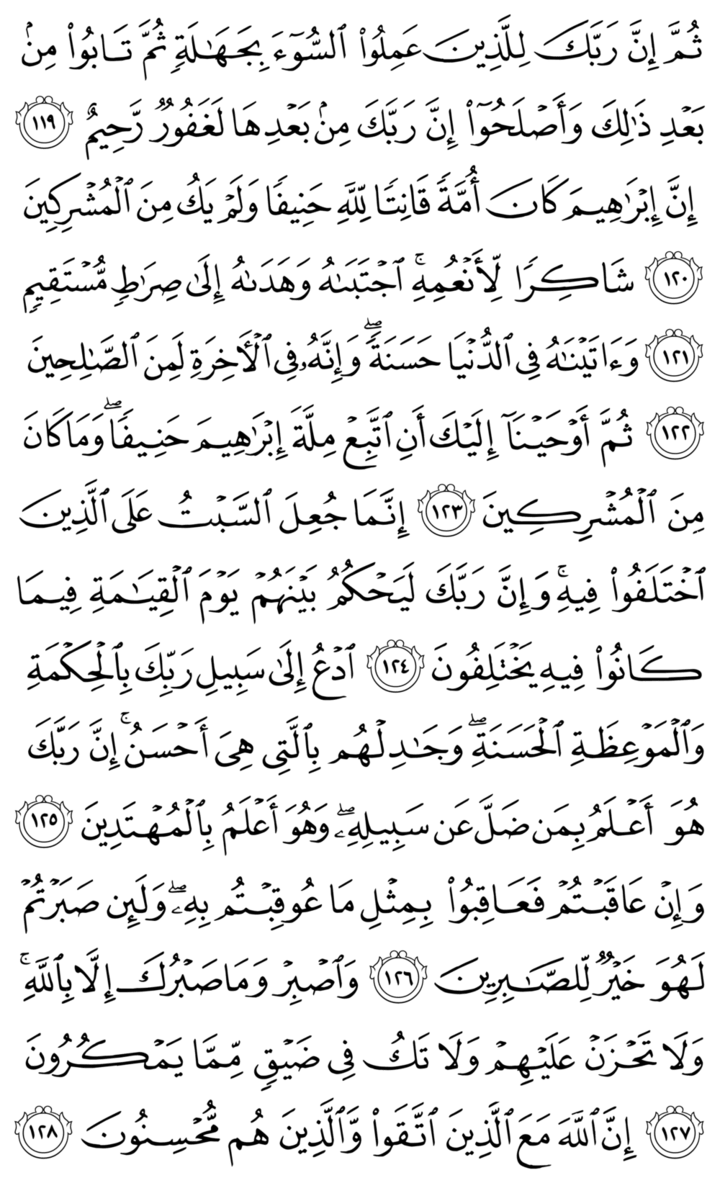 ثُمَّ إِنَّ رَبَّكَ لِلَّذِينَ عَمِلُواْ ٱلسُّوٓءَ بِجَهَٰلَةٖ ثُمَّ تَابُواْ مِنۢ
بَعۡدِ ذَٰلِكَ وَأَصۡلَحُوٓاْ إِنَّ رَبَّكَ مِنۢ بَعۡدِهَا لَغَفُورٞ رَّحِيمٌ ١١٩
إِنَّ إِبۡرَٰهِيمَ كَانَ أُمَّةٗ قَانِتٗا لِّلَّهِ حَنِيفٗا وَلَمۡ يَكُ مِنَ ٱلۡمُشۡرِكِينَ
١٢٠ شَاكِرٗا لِّأَنۡعُمِهِۚ ٱجۡتَبَىٰهُ وَهَدَىٰهُ إِلَىٰ صِرَٰطٖ مُّسۡتَقِيمٖ
١٢١ وَءَاتَيۡنَٰهُ فِي ٱلدُّنۡيَا حَسَنَةٗۖ وَإِنَّهُۥ فِي ٱلۡأٓخِرَةِ لَمِنَ ٱلصَّٰلِحِينَ
١٢٢ ثُمَّ أَوۡحَيۡنَآ إِلَيۡكَ أَنِ ٱتَّبِعۡ مِلَّةَ إِبۡرَٰهِيمَ حَنِيفٗاۖ وَمَا كَانَ
مِنَ ٱلۡمُشۡرِكِينَ ١٢٣ إِنَّمَا جُعِلَ ٱلسَّبۡتُ عَلَى ٱلَّذِينَ
ٱخۡتَلَفُواْ فِيهِۚ وَإِنَّ رَبَّكَ لَيَحۡكُمُ بَيۡنَهُمۡ يَوۡمَ ٱلۡقِيَٰمَةِ فِيمَا
كَانُواْ فِيهِ يَخۡتَلِفُونَ ١٢٤ ٱدۡعُ إِلَىٰ سَبِيلِ رَبِّكَ بِٱلۡحِكۡمَةِ
وَٱلۡمَوۡعِظَةِ ٱلۡحَسَنَةِۖ وَجَٰدِلۡهُم بِٱلَّتِي هِيَ أَحۡسَنُۚ إِنَّ رَبَّكَ
هُوَ أَعۡلَمُ بِمَن ضَلَّ عَن سَبِيلِهِۦۖ وَهُوَ أَعۡلَمُ بِٱلۡمُهۡتَدِينَ ١٢٥
وَإِنۡ عَاقَبۡتُمۡ فَعَاقِبُواْ بِمِثۡلِ مَا عُوقِبۡتُم بِهِۦۖ وَلَئِن صَبَرۡتُمۡ
لَهُوَ خَيۡرٞ لِّلصَّٰبِرِينَ ١٢٦ وَٱصۡبِرۡ وَمَا صَبۡرُكَ إِلَّا بِٱللَّهِۚ
وَلَا تَحۡزَنۡ عَلَيۡهِمۡ وَلَا تَكُ فِي ضَيۡقٖ مِّمَّا يَمۡكُرُونَ
١٢٧ إِنَّ ٱللَّهَ مَعَ ٱلَّذِينَ ٱتَّقَواْ وَّٱلَّذِينَ هُم مُّحۡسِنُونَ ١٢٨